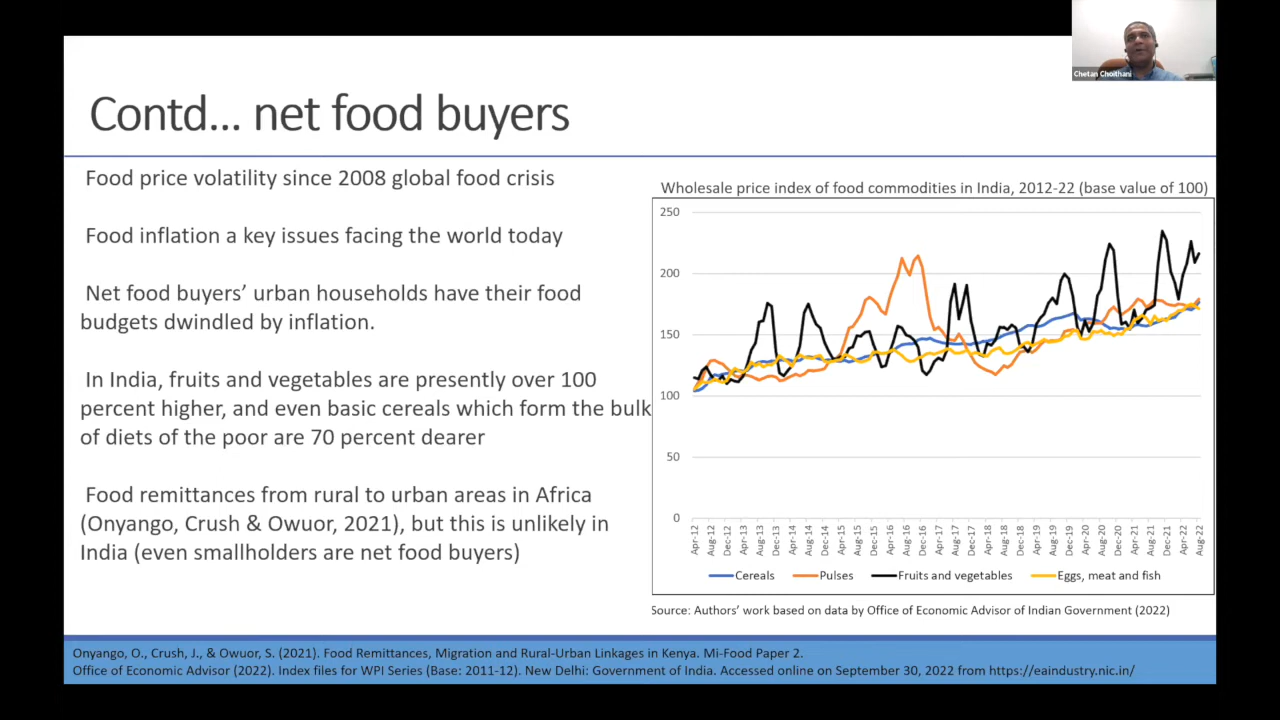 Chetan Choithani
Contd... net food buyers
Food price volatility since 2008 global food crisis
Food inflation a key issues facing the world today
Net food buyers’ urban households have their food
budgets dwindled by inflation.
In India, fruits and vegetables are presently over 100
percent higher, and even basic cereals which form the bulk
of diets of the poor are 70 percent dearer
Food remittances from rural to urban areas in Africa
(Onyango, Crush & Owuor, 2021), but this is unlikely in
India (even smallholders are net food buyers)
Wholesale price index of food commodities in India, 2012-22 (base value of 100)
250
200
150
100
50
0
Apr-12
Aug-12
Dec-12
Apr-13
Aug-13
Dec-13
Apr-14
Aug-14
Dec-14
Apr-15
Aug-15
Dec-15
Apr-16
Aug-16
Dec-16
Apr-17
Aug-17
Dec-17
Apr-18
Aug-18
Dec-18
Apr-19
Aug-19
Dec-19
Apr-20
Aug-20
Dec-20
Apr-21
Aug-21
Dec-21
Apr-22
Aug-22
Cereals
Pulses
Fruits and vegetables
Eggs, meat and fish
Source: Authors’ work based on data by Office of Economic Advisor of Indian Government (2022)
Onyango, O., Crush, J., & Owuor, S. (2021). Food Remittances, Migration and Rural-Urban Linkages in Kenya. Mi-Food Paper 2.
Office of Economic Advisor (2022). Index files for WPI Series (Base: 2011-12). New Delhi: Government of India. Accessed online on September 30, 2022 from https://eaindustry.nic.in/